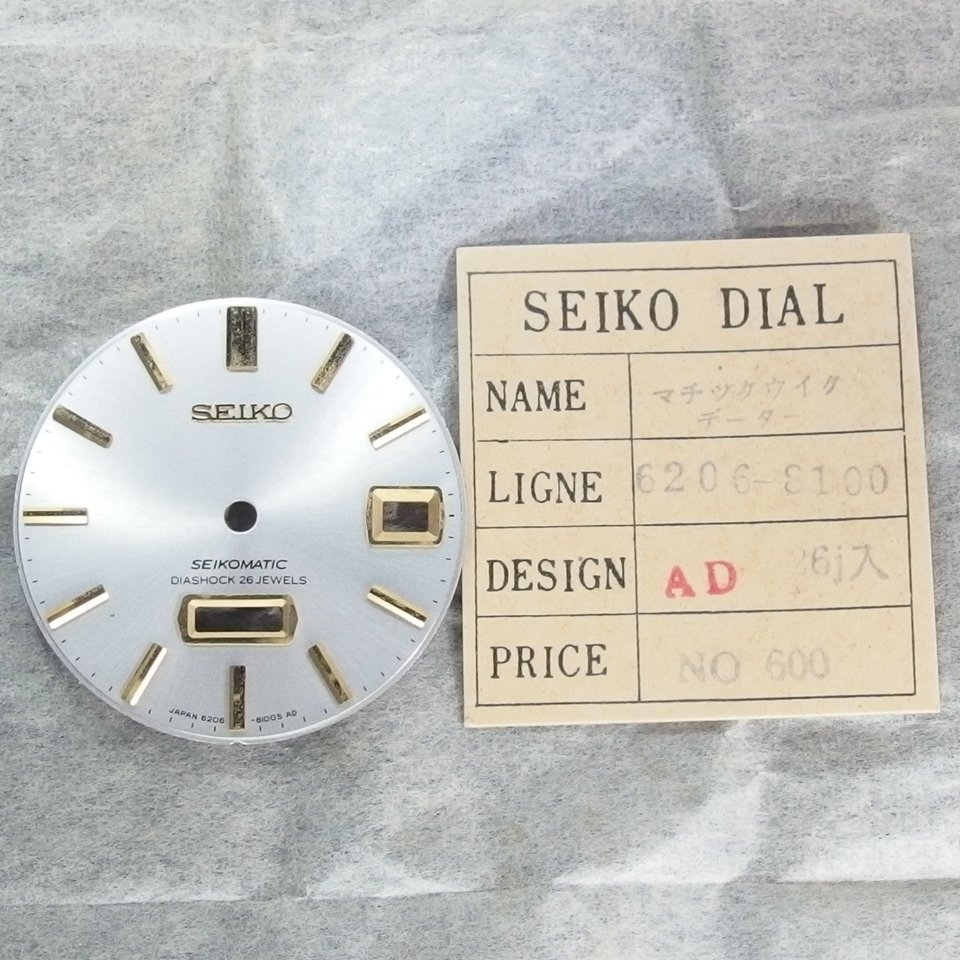 SEIKO
SEIKOMATIC
DIASHOCK 26 JEWELS
JAPAN 6206 -8100S AD
SEIKO DIAL
NAME マチックウイク
データー
LIGNE 6206-8100
DESIGN AD 26j入
PRICE NO 600